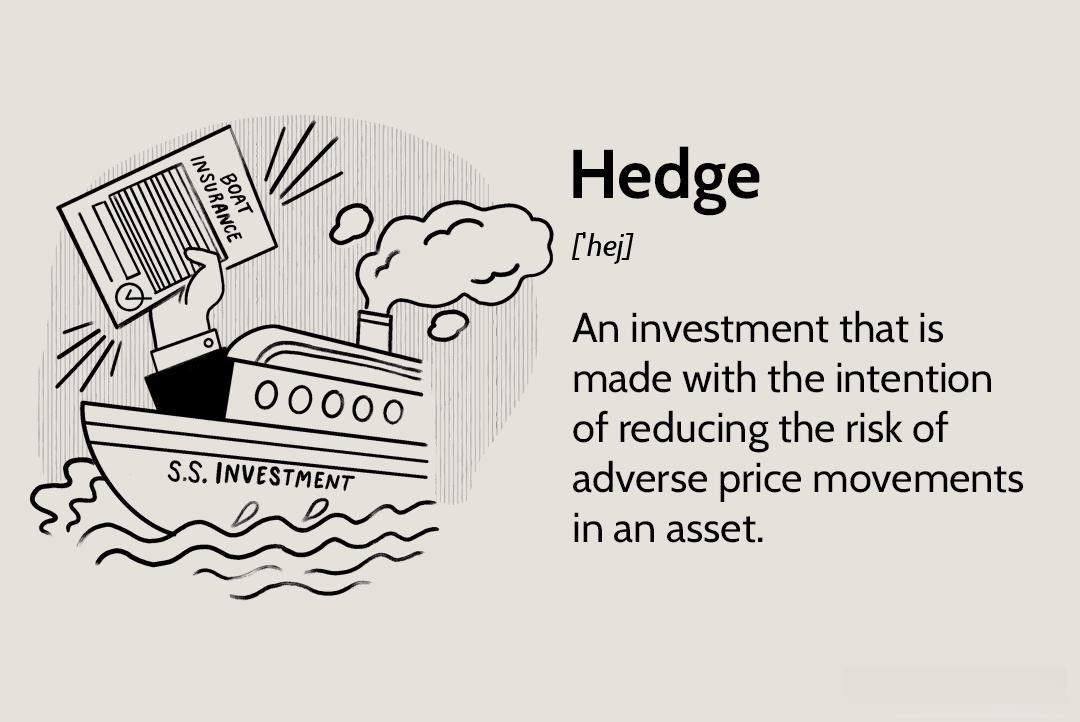 BOAT
INSURANCE
S.S. INVESTMENT
Hedge
['hej]
An investment that is
made with the intention
of reducing the risk of
adverse price movements
in an asset.